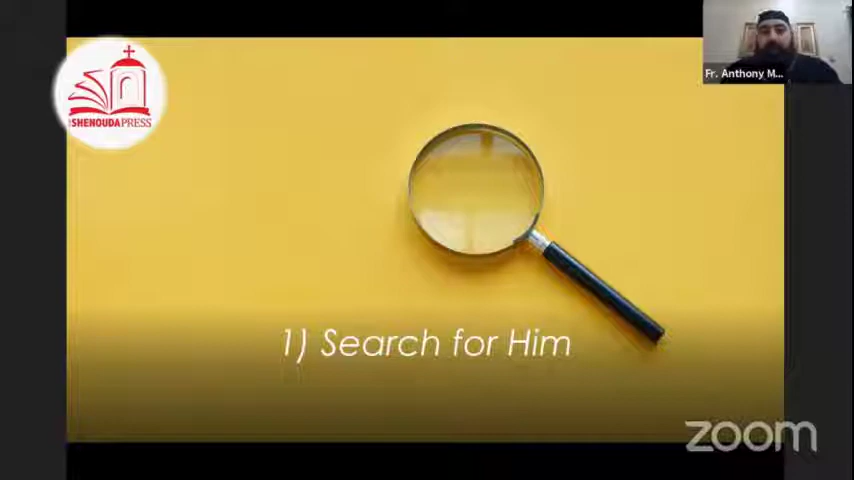 Fr. Anthony M...
SHENOUDA PRESS
1) Search for Him
zoom